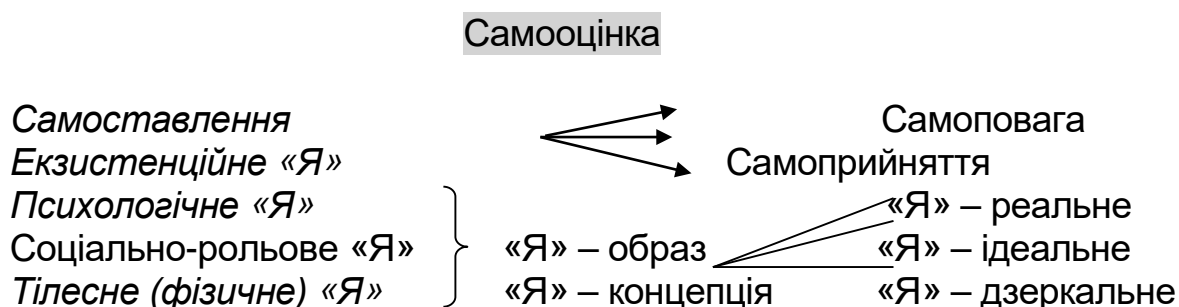 Самооцінка
Самоставлення Самоповага
Екзистенційне «Я» Самоприйняття
Психологічне «Я» «Я» – реальне
Соціально-рольове «Я» «Я» – образ «Я» – ідеальне
Тілесне (фізичне) «Я» «Я» – концепція «Я» – дзеркальне